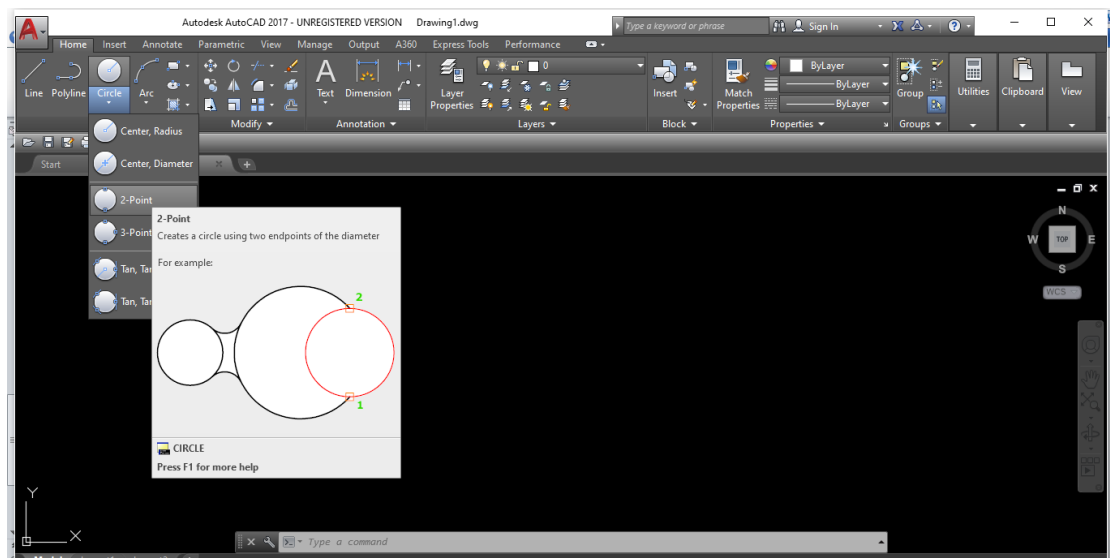 Autodesk AutoCAD 2017 - UNREGISTERED VERSION Drawing1.dwg
Type a keyword or phrase
Sign In
Home Insert Annotate Parametric View Manage Output A360 Express Tools Performance
0
ByLayer
ByLayer
ByLayer
Line Polyline Circle Arc
Text Dimension
Layer
Properties
Insert
Match
Properties
Group
Utilities Clipboard View
Modify Annotation Layers Block Properties Groups
Center, Radius
Start
Center, Diameter
2-Point
3-Point
Tan,
Tan,
2-Point
Creates a circle using two endpoints of the diameter
For example:
2
1
CIRCLE
Press F1 for more help
N
W TOP E
S
WCS
Y
X
Type a command